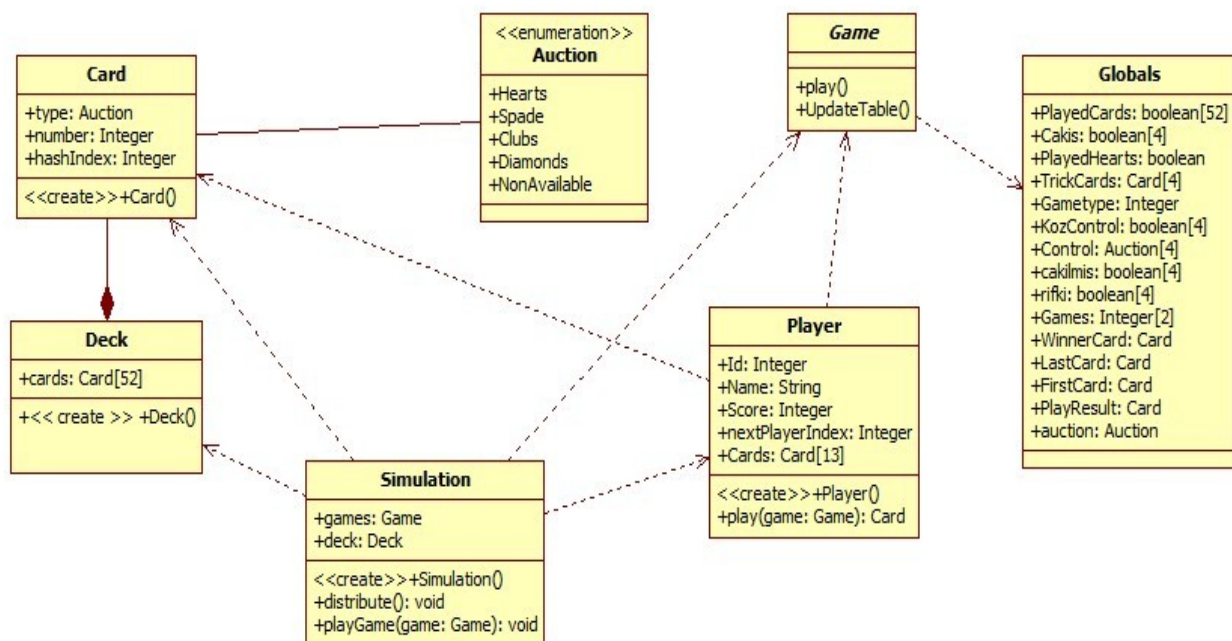 <<enumeration>>
Auction
+Hearts
+Spade
+Clubs
+Diamonds
+NonAvailable
Game
+play()
+UpdateTable()
Card
+type: Auction
+number: Integer
+hashIndex: Integer
<<create>>+Card()
Globals
+PlayedCards: boolean[52]
+Cakis: boolean[4]
+PlayedHearts: boolean
+TrickCards: Card[4]
+Gametype: Integer
+KozControl: boolean[4]
+Control: Auction[4]
+cakilmis: boolean[4]
+rifki: boolean[4]
+Games: Integer[2]
+WinnerCard: Card
+LastCard: Card
+FirstCard: Card
+PlayResult: Card
+auction: Auction
Deck
+cards: Card[52]
+<< create >> +Deck()
Player
+Id: Integer
+Name: String
+Score: Integer
+nextPlayerIndex: Integer
+Cards: Card[13]
<<create>>+Player()
+play(game: Game): Card
Simulation
+games: Game
+deck: Deck
<<create>>+Simulation()
+distribute(): void
+playGame(game: Game): void